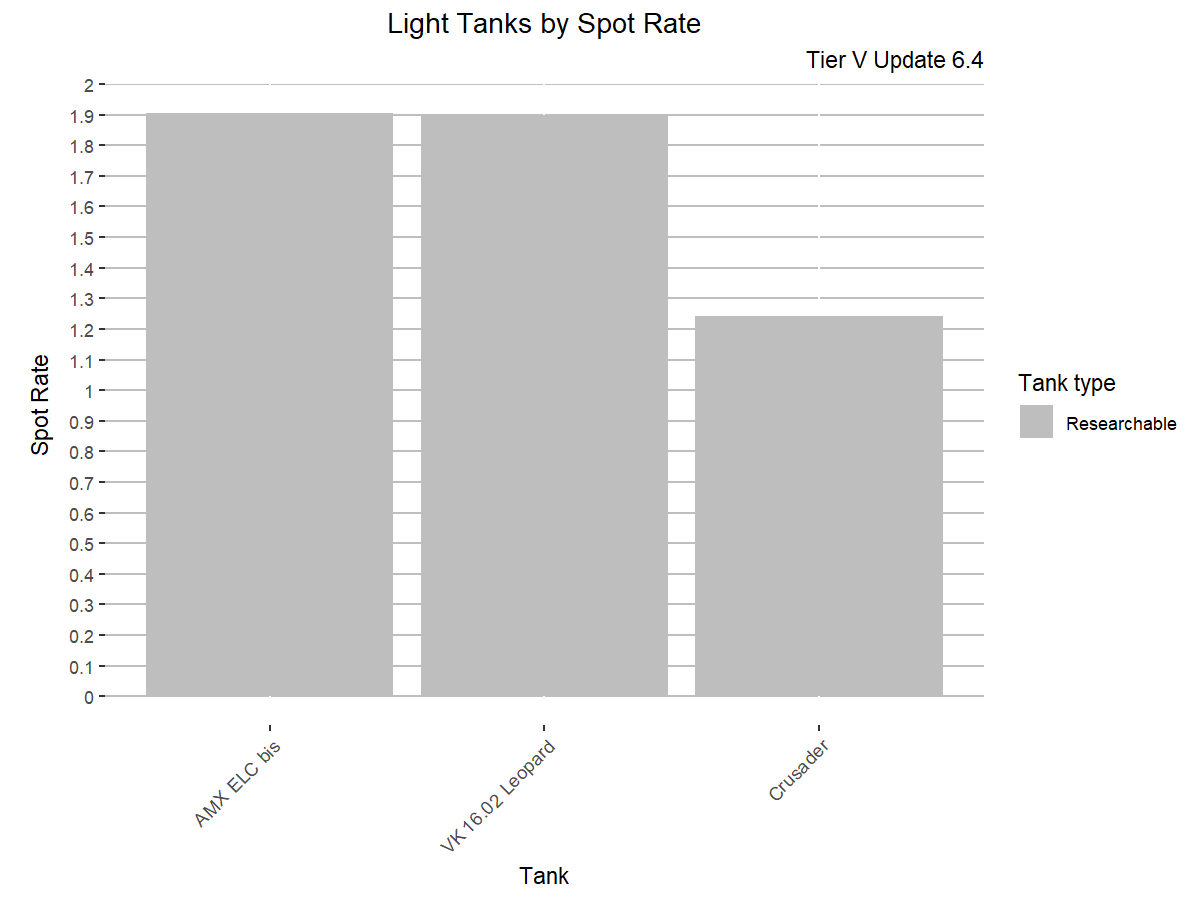 Light Tanks by Spot Rate
Tier V Update 6.4
2
1.9
1.8
1.7
1.6
1.5
1.4
1.3
1.2
1.1
1
0.9
0.8
0.7
0.6
0.5
0.4
0.3
0.2
0.1
0
Spot Rate
AMX ELC bis
VK 16.02 Leopard
Crusader
Tank
Tank type
Researchable